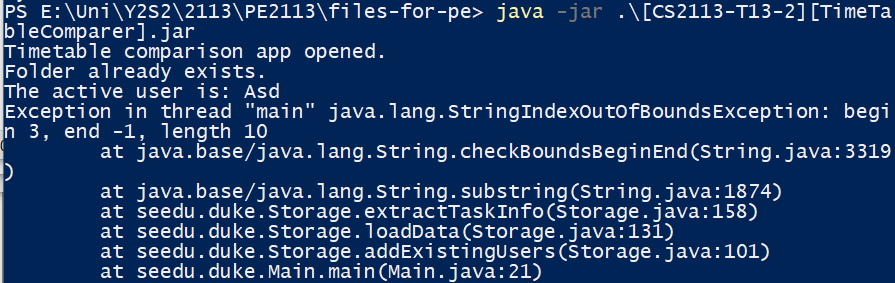 PS E:\Uni\Y2S2\2113\PE2113\files-for-pe> java -jar .\[CS2113-T13-2][TimeTa
bleComparer].jar
Timetable comparison app opened.
Folder already exists.
The active user is: Asd
Exception in thread "main" java.lang.StringIndexOutOfBoundsException: begi
n 3, end -1, length 10
        at java.base/java.lang.String.checkBoundsBeginEnd(String.java:3319
)
        at java.base/java.lang.String.substring(String.java:1874)
        at seedu.duke.Storage.extractTaskInfo(Storage.java:158)
        at seedu.duke.Storage.loadData(Storage.java:131)
        at seedu.duke.Storage.addExistingUsers(Storage.java:101)
        at seedu.duke.Main.main(Main.java:21)